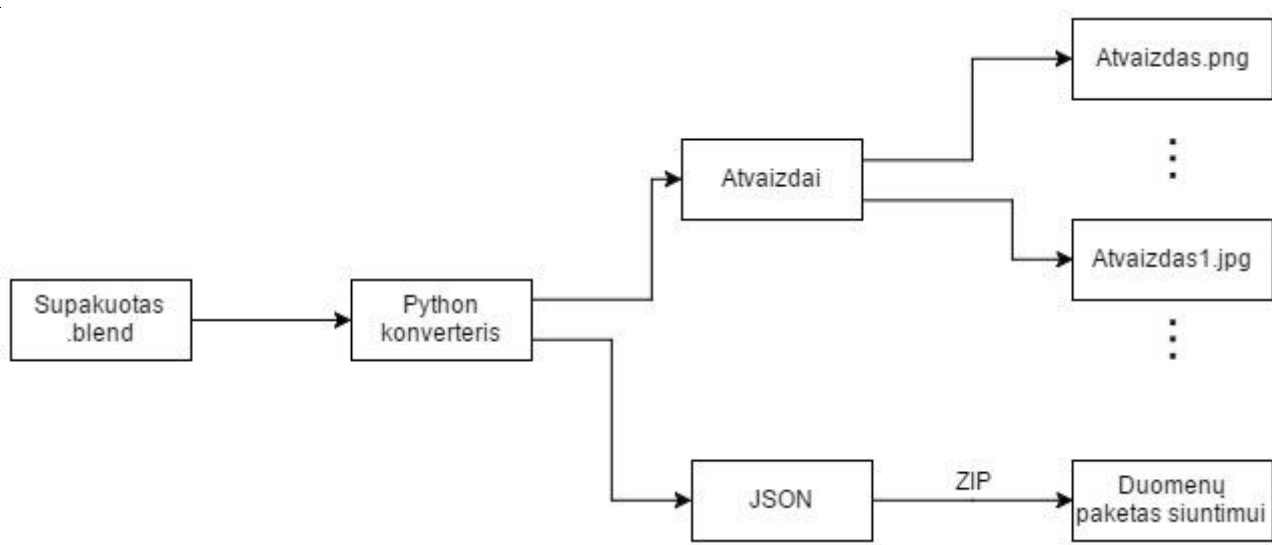 Atvaizdas.png
Atvaizdai
Atvaizdas1.jpg
Supakuotas
.blend
Python
konverteris
JSON
ZIP
Duomenų
paketas siuntimui